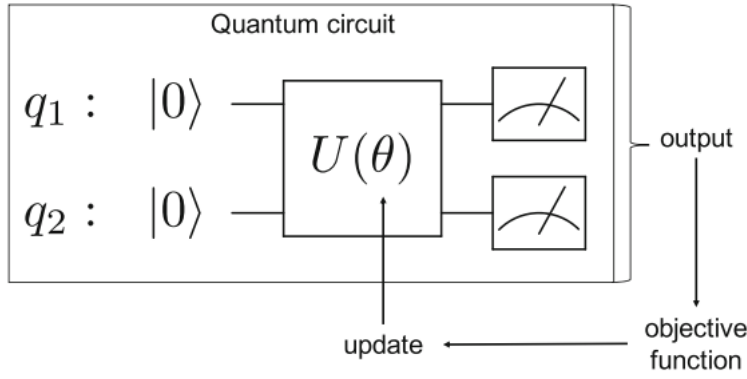 Quantum circuit
q₁ : |0⟩
U(θ)
q₂ : |0⟩
output
update
objective
function